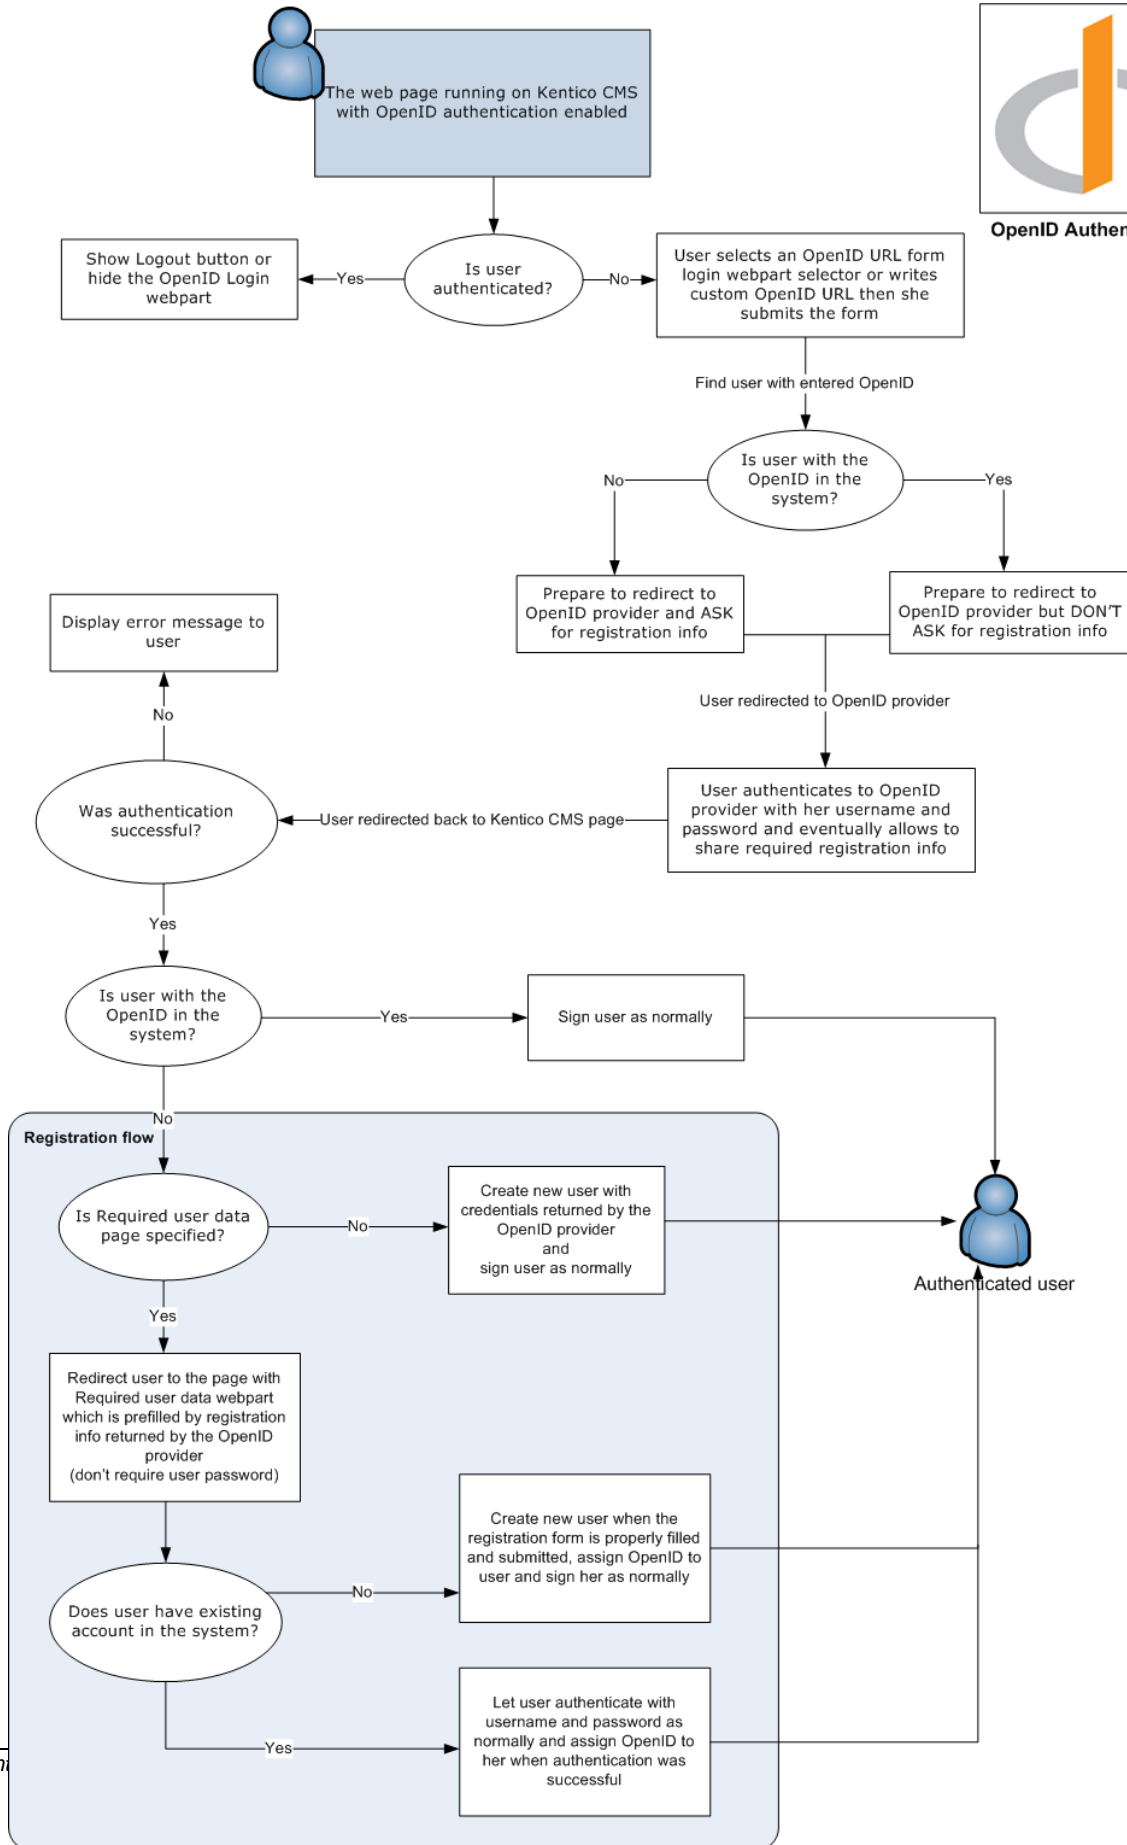 The web page running on Kentico CMS
with OpenID authentication enabled
OpenID Authen
Show Logout button or
hide the OpenID Login
webpart
Yes
Is user
authenticated?
No
User selects an OpenID URL form
login webpart selector or writes
custom OpenID URL then she
submits the form
Find user with entered OpenID
Is user with the
OpenID in the
system?
No
Yes
Prepare to redirect to
OpenID provider and ASK
for registration info
Prepare to redirect to
OpenID provider but DON'T
ASK for registration info
Display error message to
user
User redirected to OpenID provider
No
Was authentication
successful?
User redirected back to Kentico CMS page
User authenticates to OpenID
provider with her username and
password and eventually allows to
share required registration info
Yes
Is user with the
OpenID in the
system?
Yes
Sign user as normally
No
Registration flow
Is Required user data
page specified?
No
Create new user with
credentials returned by the
OpenID provider
and
sign user as normally
Authenticated user
Yes
Redirect user to the page with
Required user data webpart
which is prefilled by registration
info returned by the OpenID
provider
(don't require user password)
Create new user when the
registration form is properly filled
and submitted, assign OpenID to
user and sign her as normally
No
Does user have existing
account in the system?
Let user authenticate with
username and password as
normally and assign OpenID to
her when authentication was
successful
Yes